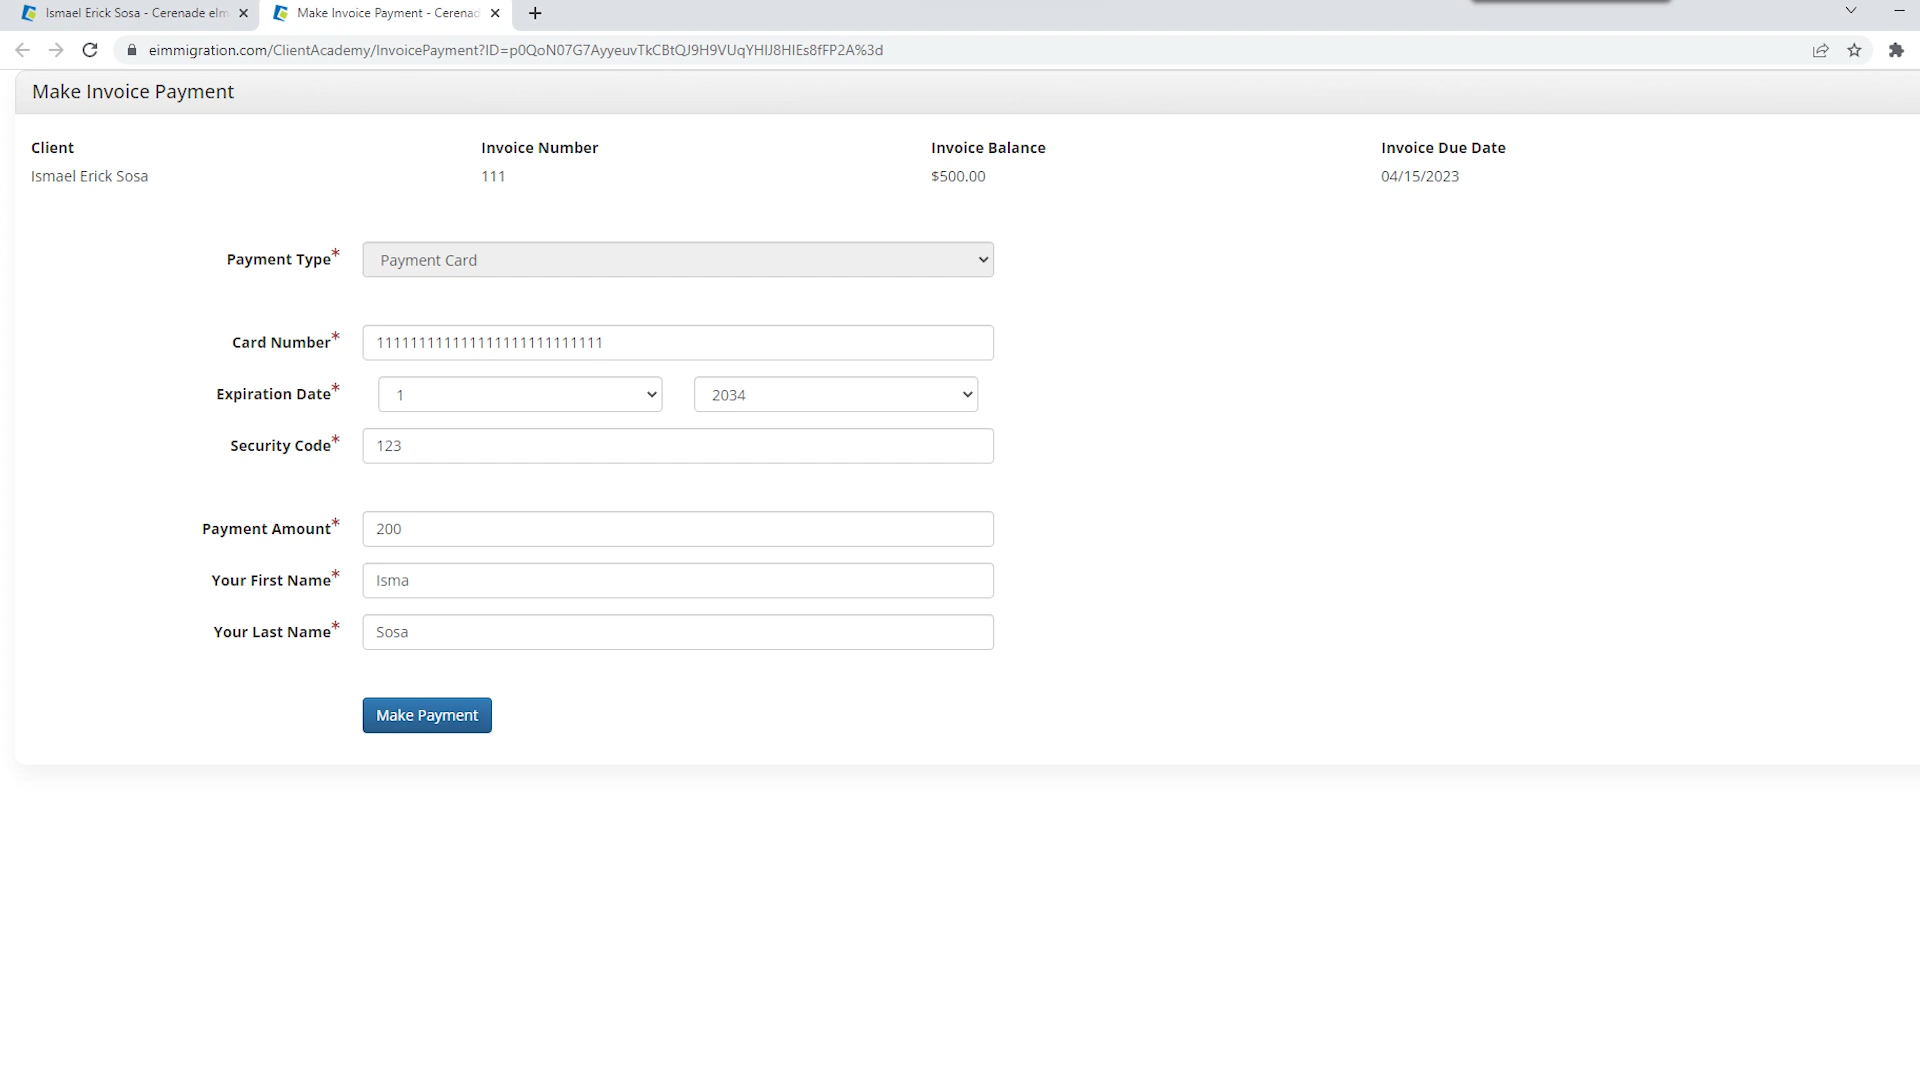 Ismael Erick Sosa - Cerenade eIm
Make Invoice Payment - Cerenad
eimmigration.com/ClientAcademy/InvoicePayment?ID=p0QoN07G7AyyeuvTkCBtQJ9H9VUqYHlJ8HIEs8fFP2A%3d
Make Invoice Payment
Client Invoice Number Invoice Balance Invoice Due Date
Ismael Erick Sosa 111 $500.00 04/15/2023
Payment Type* Payment Card
Card Number* 111111111111111111111111111
Expiration Date* 1 2034
Security Code* 123
Payment Amount* 200
Your First Name* Isma
Your Last Name* Sosa
Make Payment